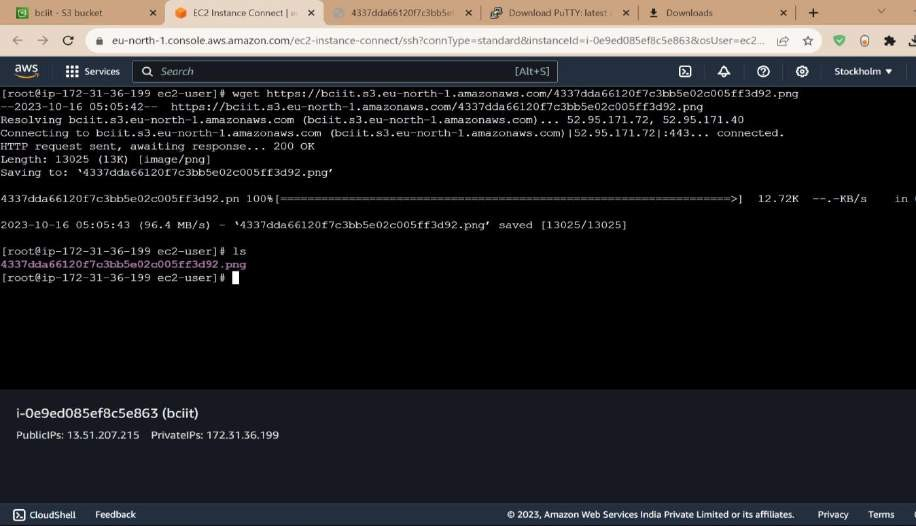 bciit - S3 bucket
EC2 Instance Connect | eu
4337dda66120f7c3bb5e
Download PuTTY: latest
Downloads
eu-north-1.console.aws.amazon.com/ec2-instance-connect/ssh?connType=standard&instanceId=i-0e9ed085ef8c5e863&osUser=ec2...
aws
Services
Search
[Alt+S]
Stockholm
[root@ip-172-31-36-199 ec2-user]# wget https://bciit.s3.eu-north-1.amazonaws.com/4337dda66120f7c3bb5e02c005ff3d92.png
--2023-10-16 05:05:42-- https://bciit.s3.eu-north-1.amazonaws.com/4337dda66120f7c3bb5e02c005ff3d92.png
Resolving bciit.s3.eu-north-1.amazonaws.com (bciit.s3.eu-north-1.amazonaws.com)... 52.95.171.72, 52.95.171.40
Connecting to bciit.s3.eu-north-1.amazonaws.com (bciit.s3.eu-north-1.amazonaws.com)|52.95.171.72|:443... connected.
HTTP request sent, awaiting response... 200 OK
Length: 13025 (13K) [image/png]
Saving to: ‘4337dda66120f7c3bb5e02c005ff3d92.png’
4337dda66120f7c3bb5e02c005ff3d92.pn 100%[=====================================================================>] 12.72K --.-KB/s in
2023-10-16 05:05:43 (96.4 MB/s) - ‘4337dda66120f7c3bb5e02c005ff3d92.png’ saved [13025/13025]
[root@ip-172-31-36-199 ec2-user]# ls
4337dda66120f7c3bb5e02c005ff3d92.png
[root@ip-172-31-36-199 ec2-user]#
i-0e9ed085ef8c5e863 (bciit)
PublicIPs: 13.51.207.215 PrivateIPs: 172.31.36.199
CloudShell
Feedback
© 2023, Amazon Web Services India Private Limited or its affiliates.
Privacy
Terms